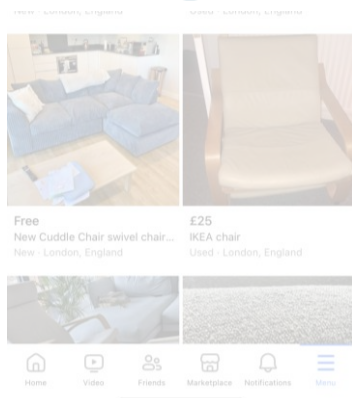 New · London, England
Used · London, England
Free
£25
New Cuddle Chair swivel chair...
IKEA chair
New · London, England
Used · London, England
Home
Video
Friends
Marketplace
Notifications
Menu